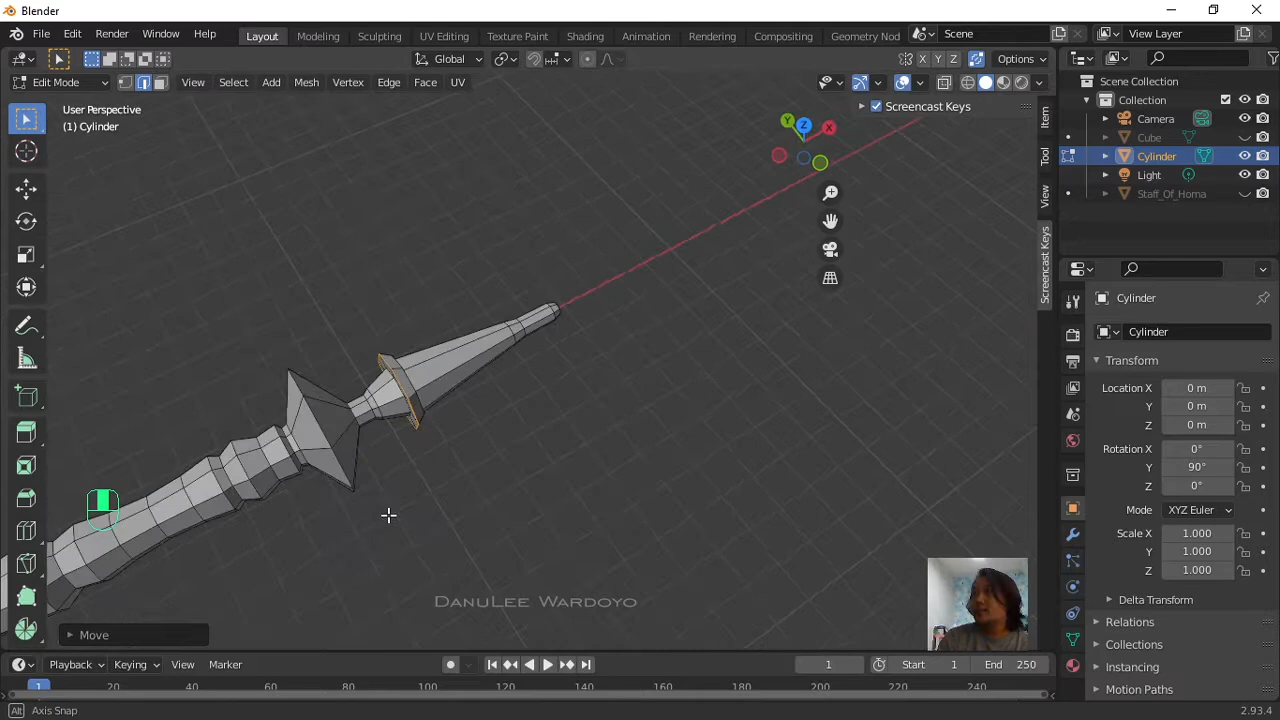 Blender
File Edit Render Window Help Layout Modeling Sculpting UV Editing Texture Paint Shading Animation Rendering Compositing Geometry Nod Scene View Layer
Global X Y Z Options
Edit Mode View Select Add Mesh Vertex Edge Face UV
User Perspective
(1) Cylinder
Screencast Keys
Y Z X
Item
Tool
View
Screencast Keys
Scene Collection
Collection
Camera
Cube
Cylinder
Light
Staff_Of_Homa
Cylinder
Cylinder
Transform
Location X 0 m
Y 0 m
Z 0 m
Rotation X 0°
Y 90°
Z 0°
Mode XYZ Euler
Scale X 1.000
Y 1.000
Z 1.000
Delta Transform
Relations
Collections
Instancing
Motion Paths
DanuLee Wardoyo
Move
Playback Keying View Marker 1 Start 1 End 250
1 20 40 60 80 100 120 140 160 180 200 220 240
Alt Axis Snap 2.93.4